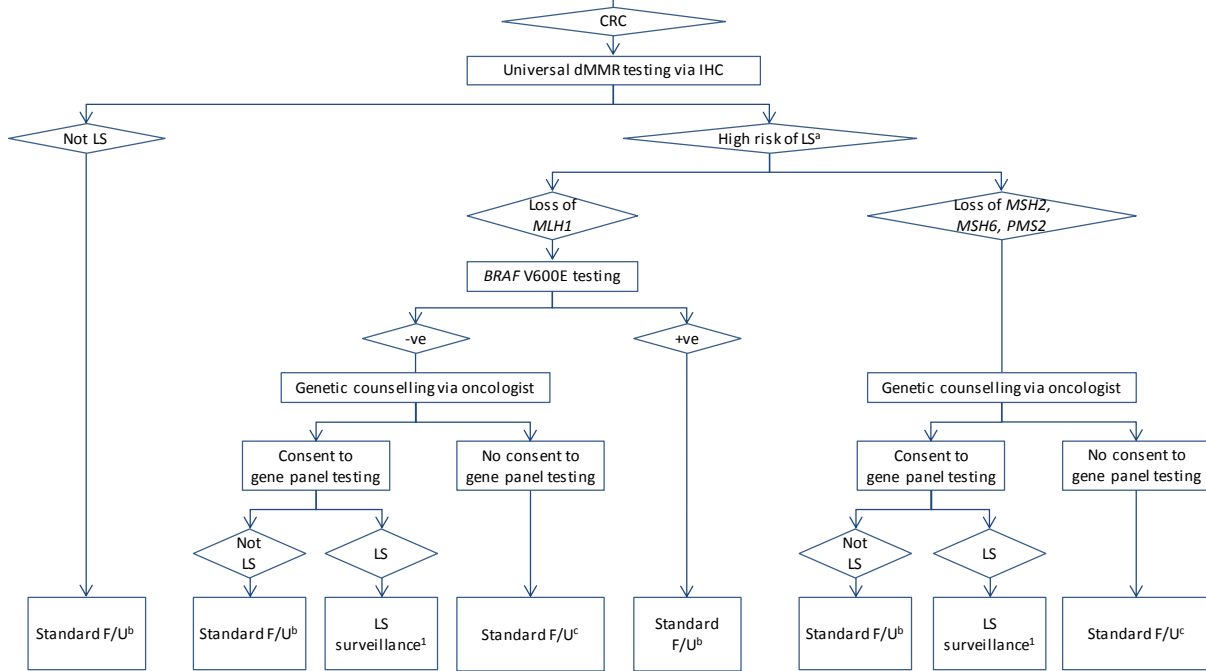 CRC
Universal dMMR testing via IHC
Not LS
High risk of LSᵃ
Loss of
MLH1
Loss of MSH2,
MSH6, PMS2
BRAF V600E testing
-ve
+ve
Genetic counselling via oncologist
Genetic counselling via oncologist
Consent to
gene panel testing
No consent to
gene panel testing
Consent to
gene panel testing
No consent to
gene panel testing
Not
LS
LS
Not
LS
LS
Standard F/Uᵇ
Standard F/Uᵇ
LS
surveillance¹
Standard F/Uᶜ
Standard
F/Uᵇ
Standard F/Uᵇ
LS
surveillance¹
Standard F/Uᶜ